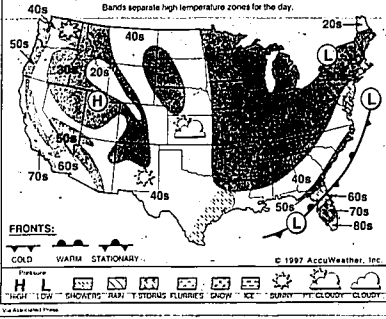 Bands separate high temperature zones for the day.
40s
20s
50s
40s
30s
20s
L
H
L
50s
60s
40s
70s
40s
50s
60s
70s
L
80s
FRONTS:
COLD WARM STATIONARY
© 1997 AccuWeather, Inc.
Pressure
H L
HIGH LOW SHOWERS RAIN T-STORMS FLURRIES SNOW ICE SUNNY PT. CLOUDY CLOUDY
Via Associated Press